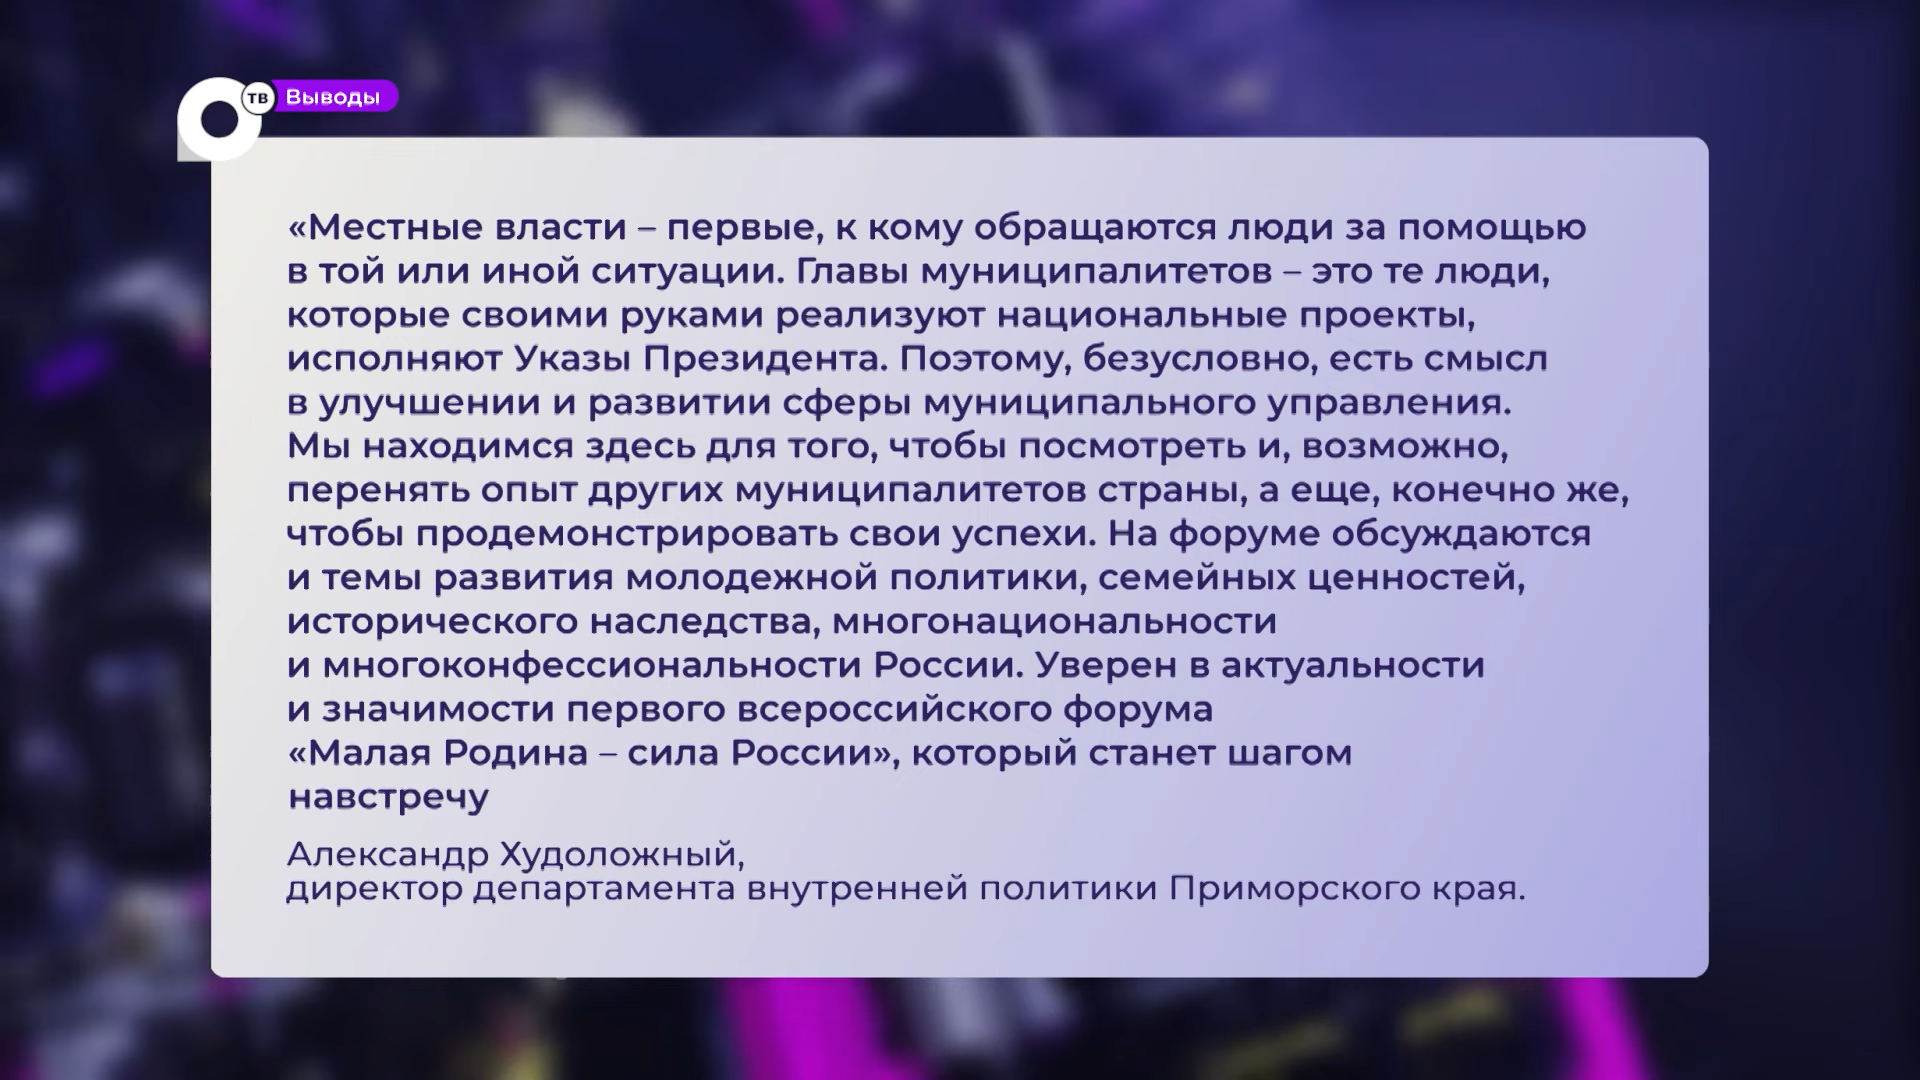 ТВ Выводы
«Местные власти – первые, к кому обращаются люди за помощью
в той или иной ситуации. Главы муниципалитетов – это те люди,
которые своими руками реализуют национальные проекты,
исполняют Указы Президента. Поэтому, безусловно, есть смысл
в улучшении и развитии сферы муниципального управления.
Мы находимся здесь для того, чтобы посмотреть и, возможно,
перенять опыт других муниципалитетов страны, а еще, конечно же,
чтобы продемонстрировать свои успехи. На форуме обсуждаются
и темы развития молодежной политики, семейных ценностей,
исторического наследства, многонациональности
и многоконфессиональности России. Уверен в актуальности
и значимости первого всероссийского форума
«Малая Родина – сила России», который станет шагом
навстречу
Александр Худоложный,
директор департамента внутренней политики Приморского края.